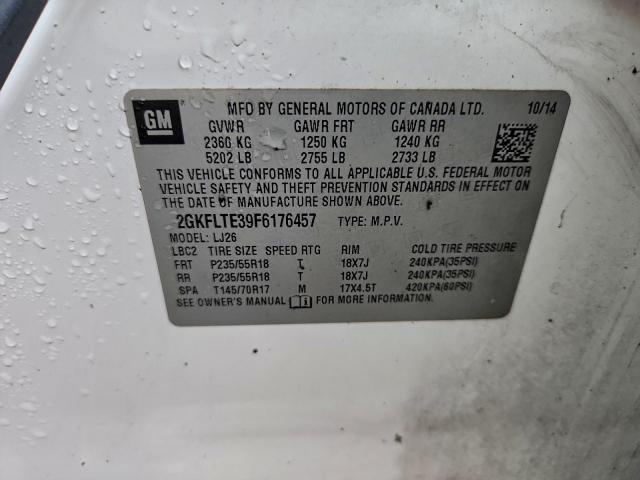 GM
MFD BY GENERAL MOTORS OF CANADA LTD. 10/14
GVWR GAWR FRT GAWR RR
2360 KG 1250 KG 1240 KG
5202 LB 2755 LB 2733 LB
THIS VEHICLE CONFORMS TO ALL APPLICABLE U.S. FEDERAL MOTOR
VEHICLE SAFETY AND THEFT PREVENTION STANDARDS IN EFFECT ON
THE DATE OF MANUFACTURE SHOWN ABOVE.
2GKFLTE39F6176457 TYPE: M.P.V.
MODEL: LJ26
LBC2 TIRE SIZE SPEED RTG RIM COLD TIRE PRESSURE
FRT P235/55R18 T 18X7J 240KPA(35PSI)
RR P235/55R18 T 18X7J 240KPA(35PSI)
SPA T145/70R17 M 17X4.5T 420KPA(60PSI)
SEE OWNER'S MANUAL FOR MORE INFORMATION.